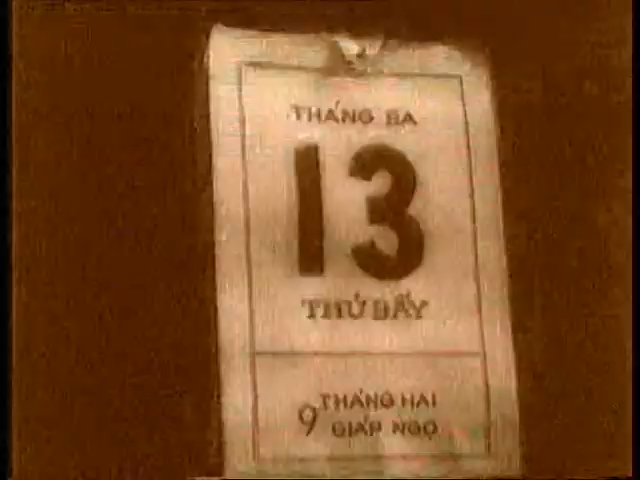 THÁNG BA
13
THỨ BẨY
9 THÁNG HAI
GIÁP NGỌ